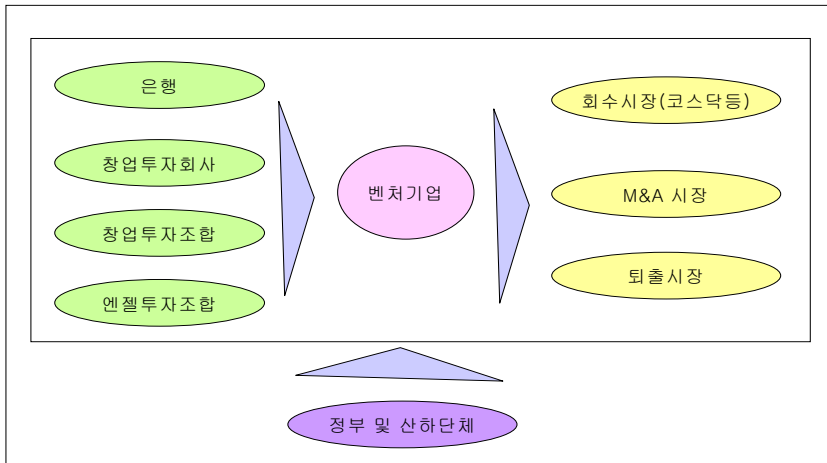 은행
창업투자회사
창업투자조합
엔젤투자조합
벤처기업
회수시장(코스닥등)
M&A 시장
퇴출시장
정부 및 산하단체